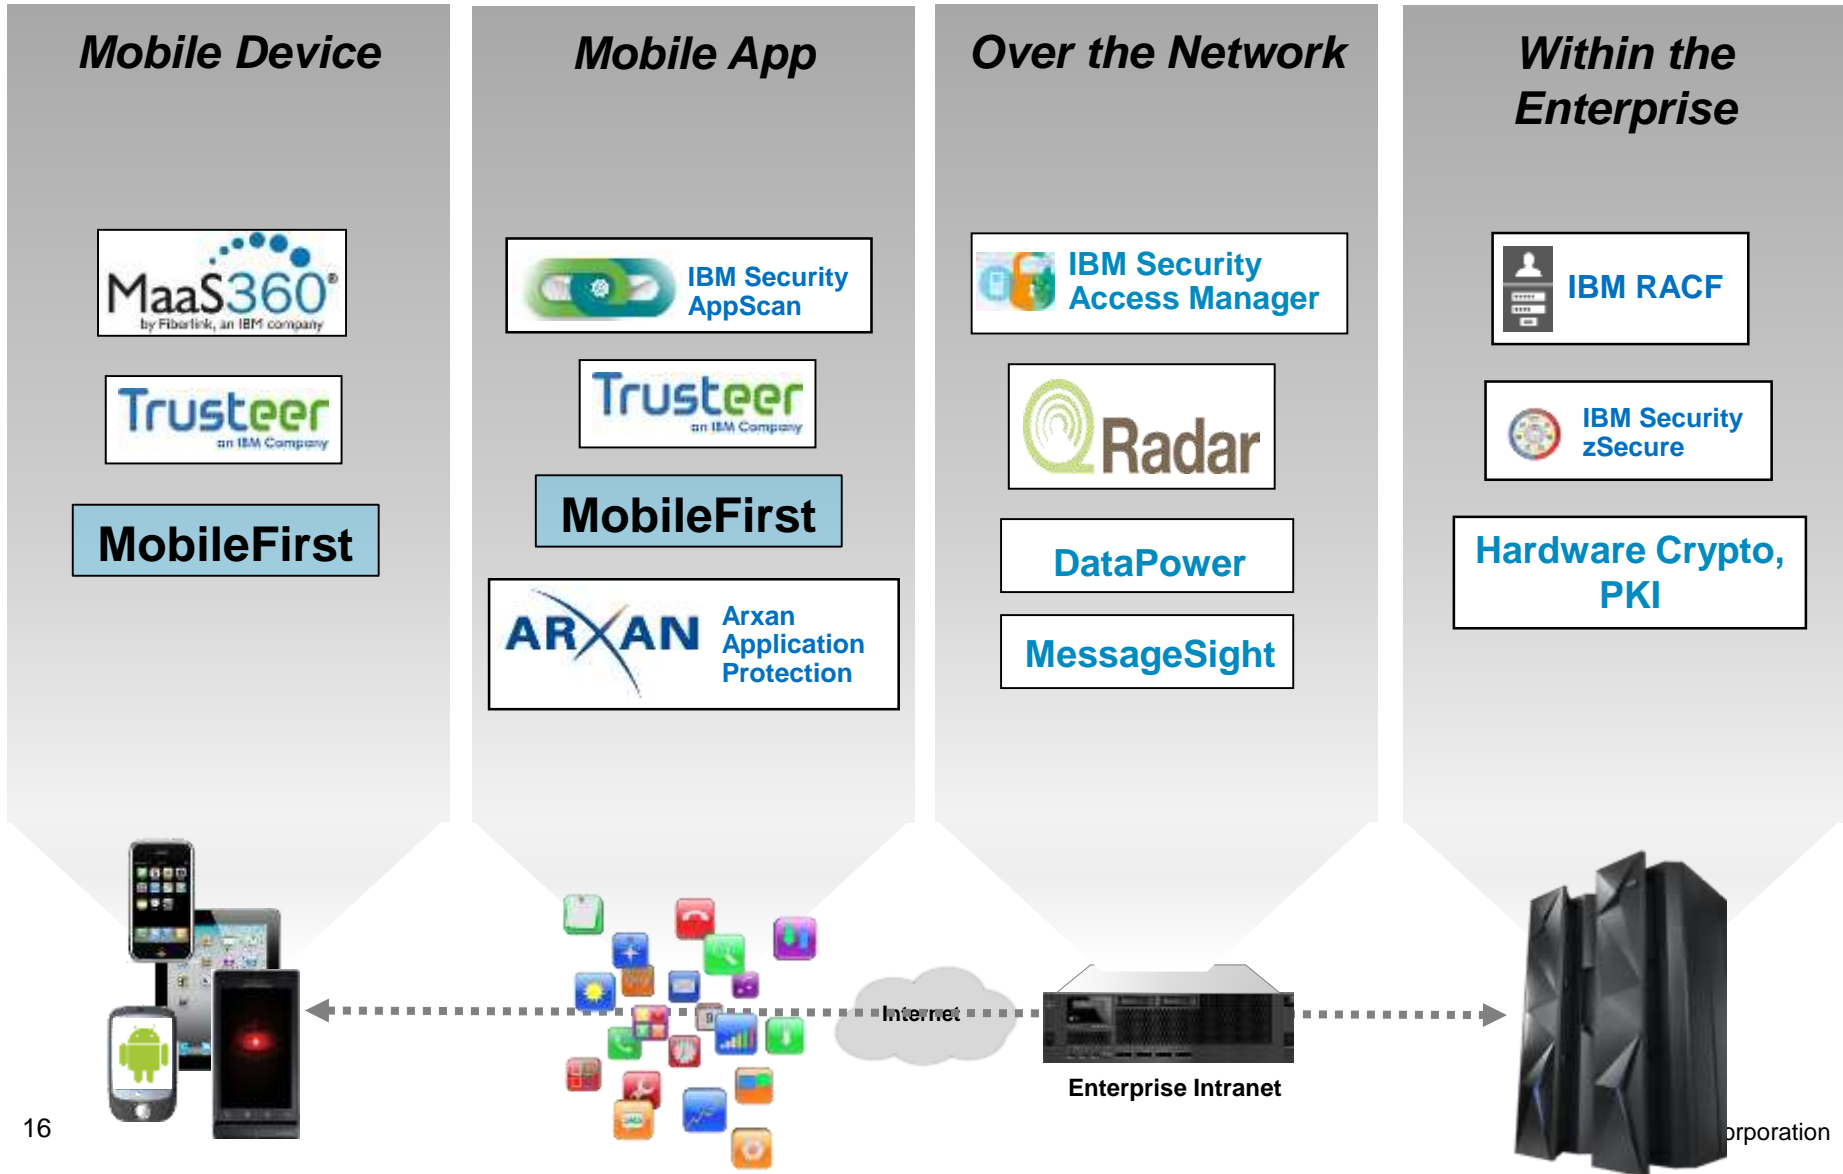 Mobile Device
MaaS360®
by Fiberlink, an IBM company
Trusteer
an IBM Company
MobileFirst
Mobile App
IBM Security
AppScan
Trusteer
an IBM Company
MobileFirst
ARXAN
Arxan
Application
Protection
Over the Network
IBM Security
Access Manager
QRadar
DataPower
MessageSight
Within the
Enterprise
IBM RACF
IBM Security
zSecure
Hardware Crypto,
PKI
Internet
Enterprise Intranet
16
orporation